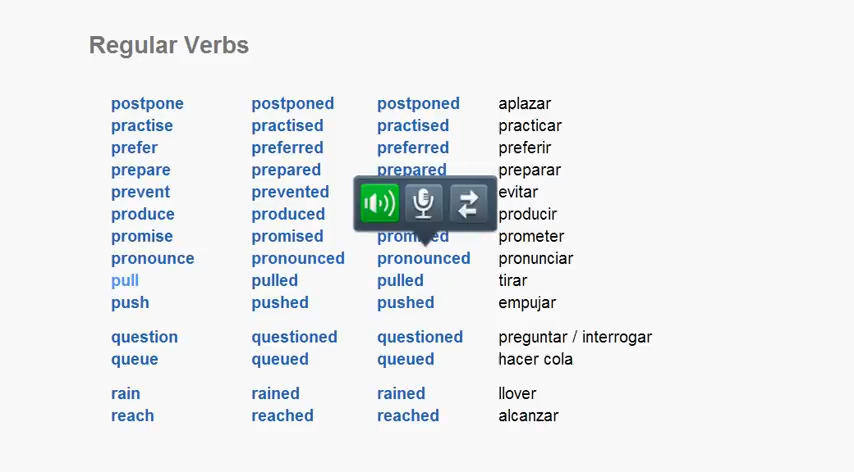 Regular Verbs
postpone postponed postponed aplazar
practise practised practised practicar
prefer preferred preferred preferir
prepare prepared prepared preparar
prevent prevented evitar
produce produced producir
promise promised promised prometer
pronounce pronounced pronounced pronunciar
pull pulled pulled tirar
push pushed pushed empujar
question questioned questioned preguntar / interrogar
queue queued queued hacer cola
rain rained rained llover
reach reached reached alcanzar